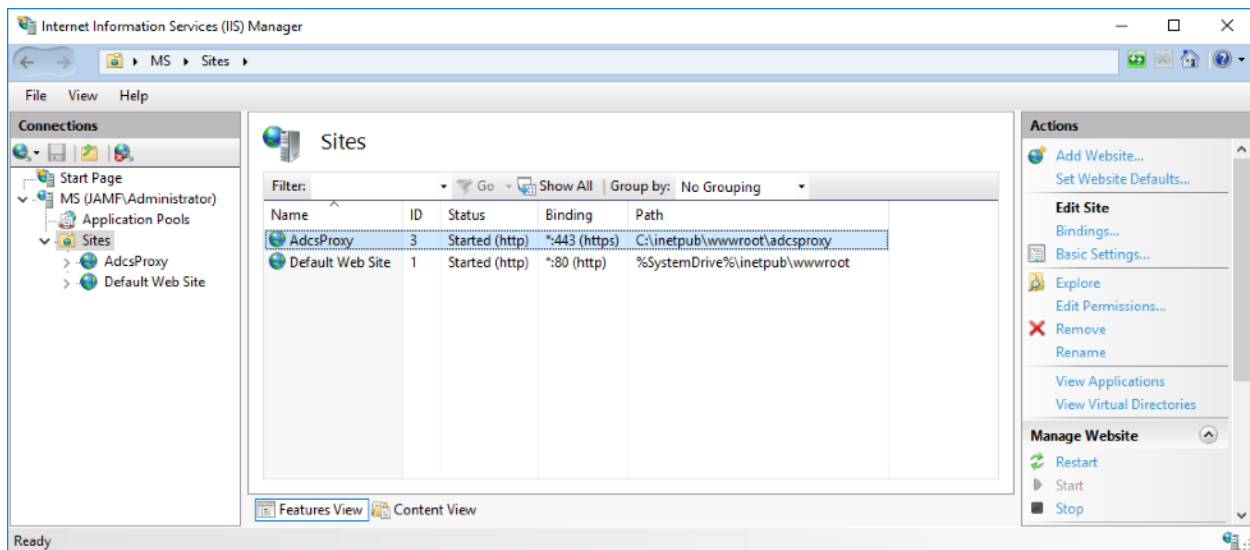 Internet Information Services (IIS) Manager
MS Sites
File View Help
Connections
Start Page
MS (JAMF\Administrator)
Application Pools
Sites
AdcsProxy
Default Web Site
Sites
Filter: Go Show All Group by: No Grouping
Name ID Status Binding Path
AdcsProxy 3 Started (http) *:443 (https) C:\inetpub\wwwroot\adcsproxy
Default Web Site 1 Started (http) *:80 (http) %SystemDrive%\inetpub\wwwroot
Features View Content View
Actions
Add Website...
Set Website Defaults...
Edit Site
Bindings...
Basic Settings...
Explore
Edit Permissions...
Remove
Rename
View Applications
View Virtual Directories
Manage Website
Restart
Start
Stop
Ready